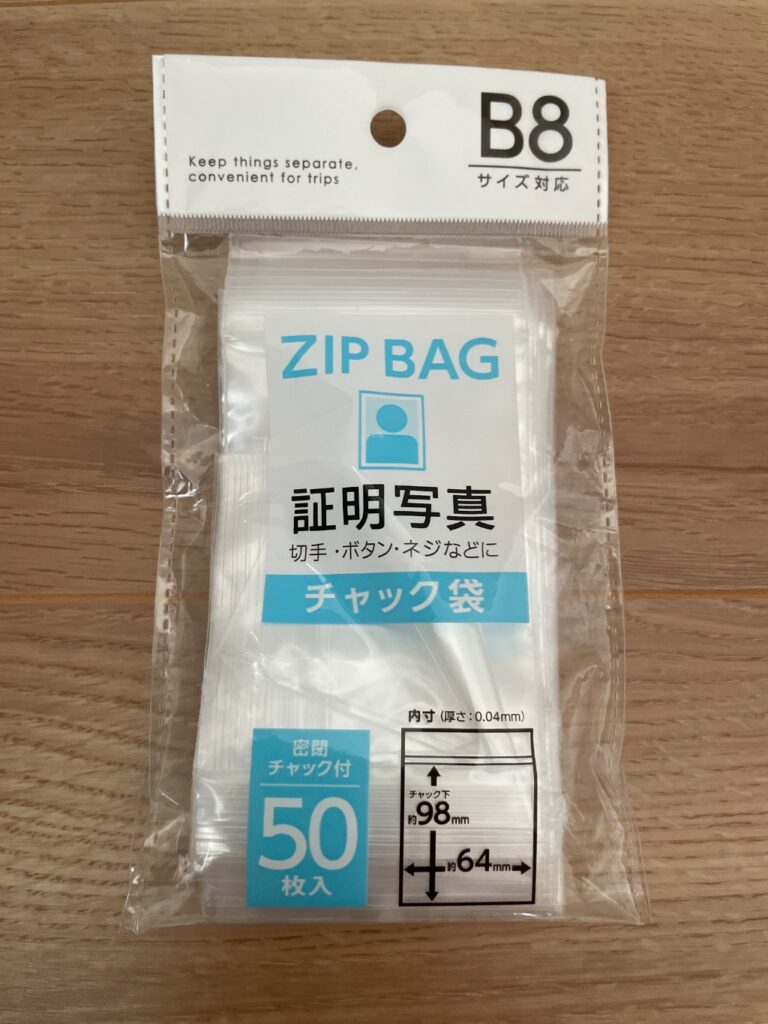 Keep things separate,
convenient for trips
B8
サイズ対応
ZIP BAG
証明写真
切手・ボタン・ネジなどに
チャック袋
密閉
チャック付
50
枚入
内寸(厚さ:0.04mm)
チャック下
約98mm
約64mm